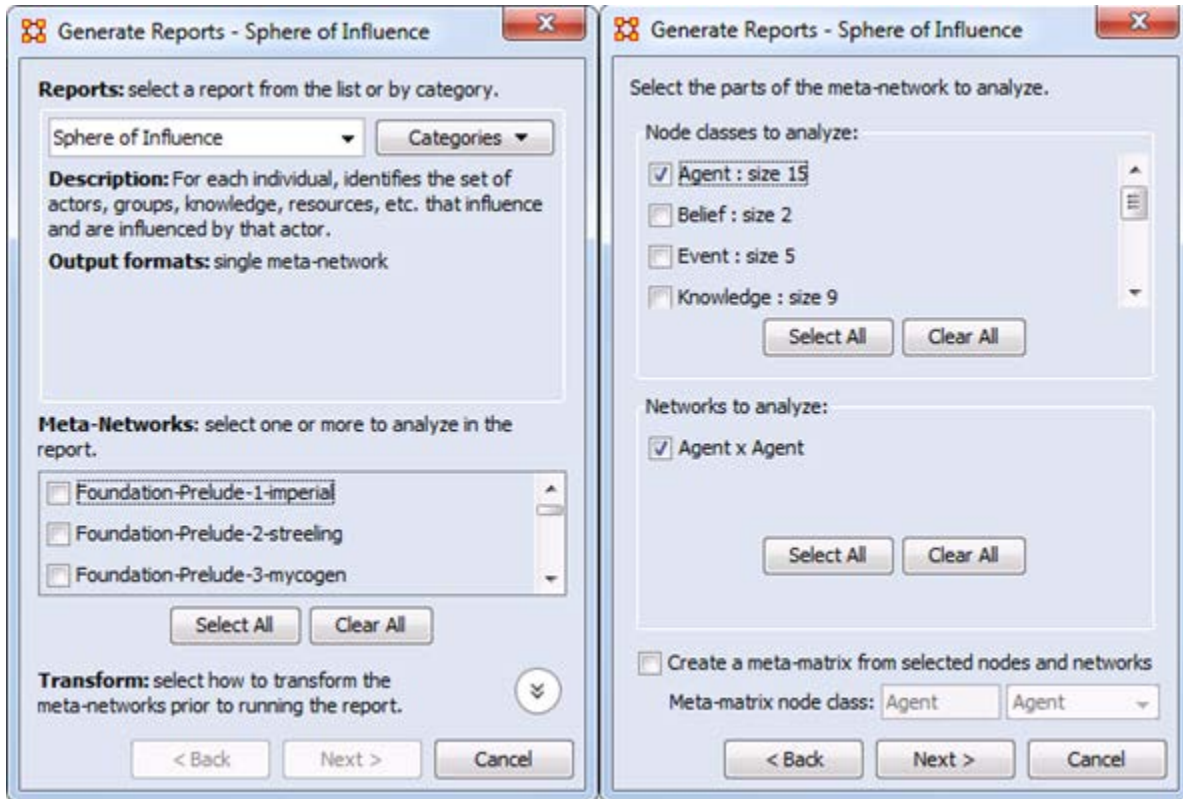 Generate Reports - Sphere of Influence
Reports: select a report from the list or by category.
Sphere of Influence
Categories
Description: For each individual, identifies the set of
actors, groups, knowledge, resources, etc. that influence
and are influenced by that actor.
Output formats: single meta-network
Meta-Networks: select one or more to analyze in the
report.
Foundation-Prelude-1-imperial
Foundation-Prelude-2-streeling
Foundation-Prelude-3-mycogen
Select All
Clear All
Transform: select how to transform the
meta-networks prior to running the report.
< Back
Next >
Cancel
Generate Reports - Sphere of Influence
Select the parts of the meta-network to analyze.
Node classes to analyze:
Agent : size 15
Belief : size 2
Event : size 5
Knowledge : size 9
Select All
Clear All
Networks to analyze:
Agent x Agent
Select All
Clear All
Create a meta-matrix from selected nodes and networks
Meta-matrix node class: Agent
Agent
< Back
Next >
Cancel